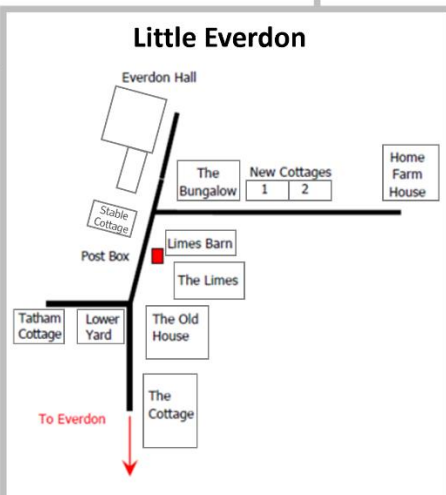 Little Everdon
Everdon Hall
The
Bungalow
New Cottages
1
2
Home
Farm
House
Stable
Cottage
Post Box
Limes Barn
The Limes
Tatham
Cottage
Lower
Yard
The Old
House
The
Cottage
To Everdon